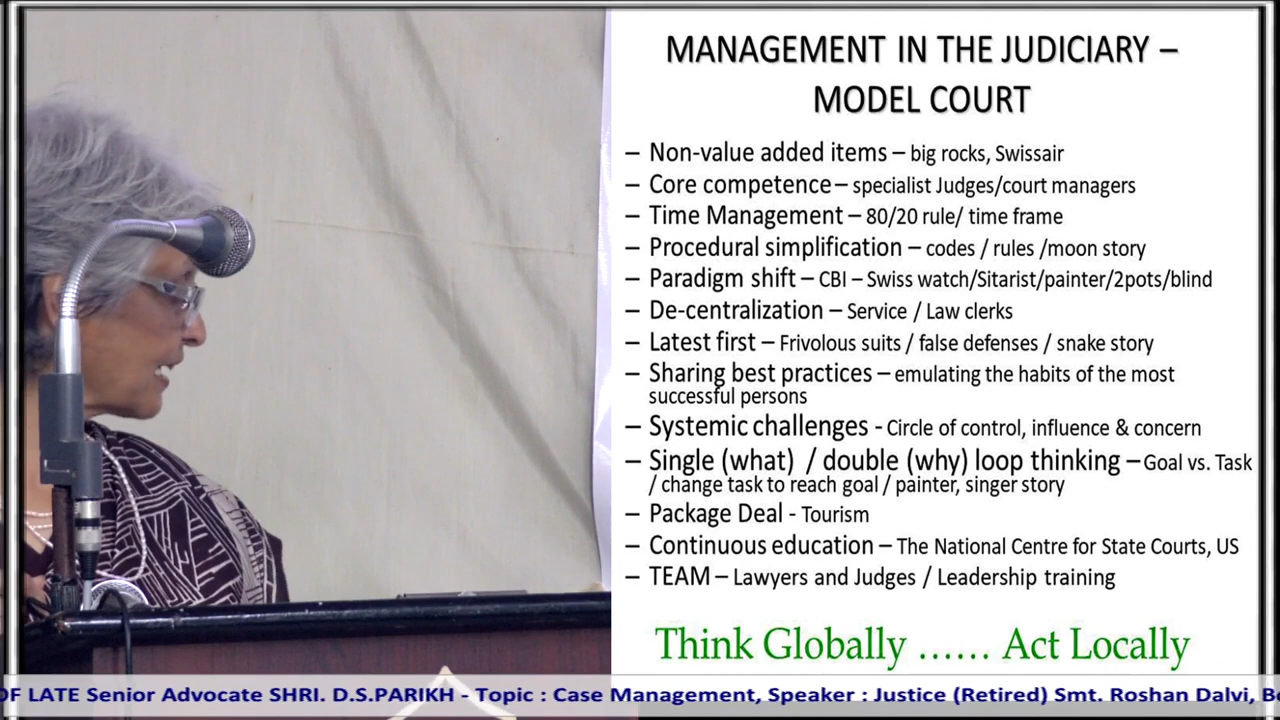 MANAGEMENT IN THE JUDICIARY –
MODEL COURT
– Non-value added items – big rocks, Swissair
– Core competence – specialist Judges/court managers
– Time Management – 80/20 rule/ time frame
– Procedural simplification – codes / rules /moon story
– Paradigm shift – CBI – Swiss watch/Sitarist/painter/2pots/blind
– De-centralization – Service / Law clerks
– Latest first – Frivolous suits / false defenses / snake story
– Sharing best practices – emulating the habits of the most
successful persons
– Systemic challenges - Circle of control, influence & concern
– Single (what) / double (why) loop thinking – Goal vs. Task
/ change task to reach goal / painter, singer story
– Package Deal - Tourism
– Continuous education – The National Centre for State Courts, US
– TEAM – Lawyers and Judges / Leadership training
Think Globally ...... Act Locally
OF LATE Senior Advocate SHRI. D.S.PARIKH - Topic : Case Management, Speaker : Justice (Retired) Smt. Roshan Dalvi,